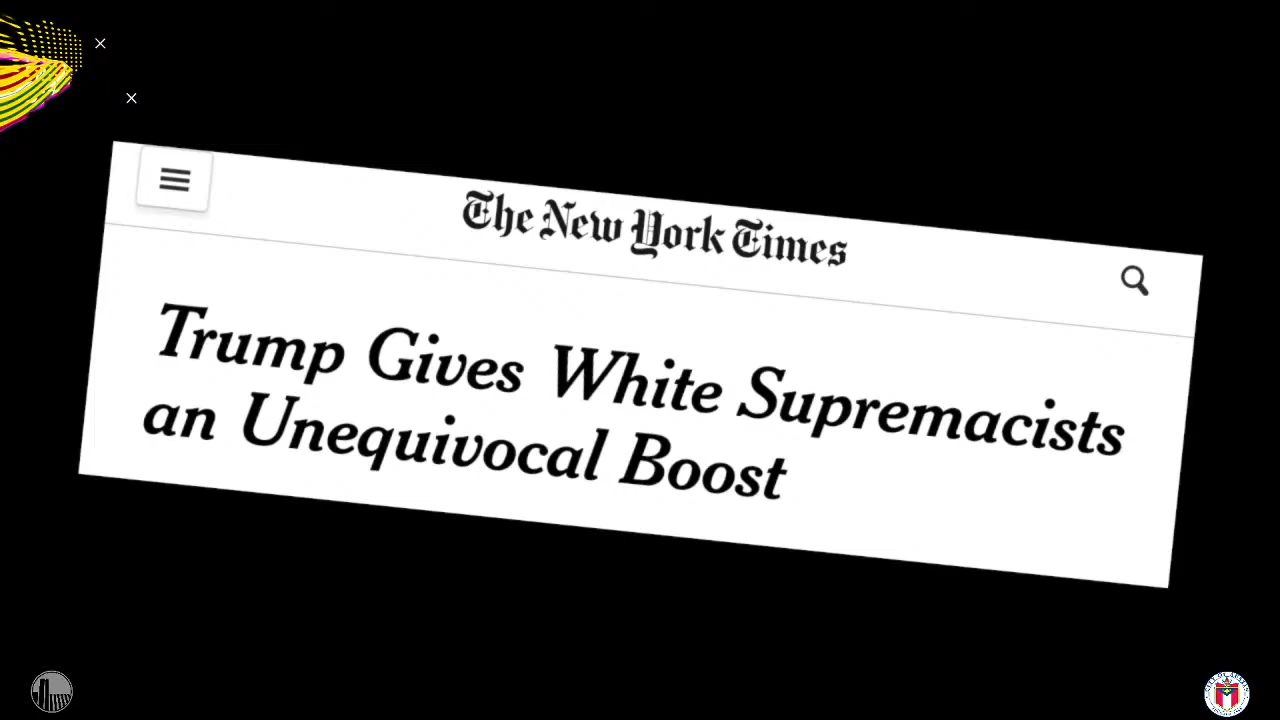 The New York Times
Trump Gives White Supremacists
an Unequivocal Boost